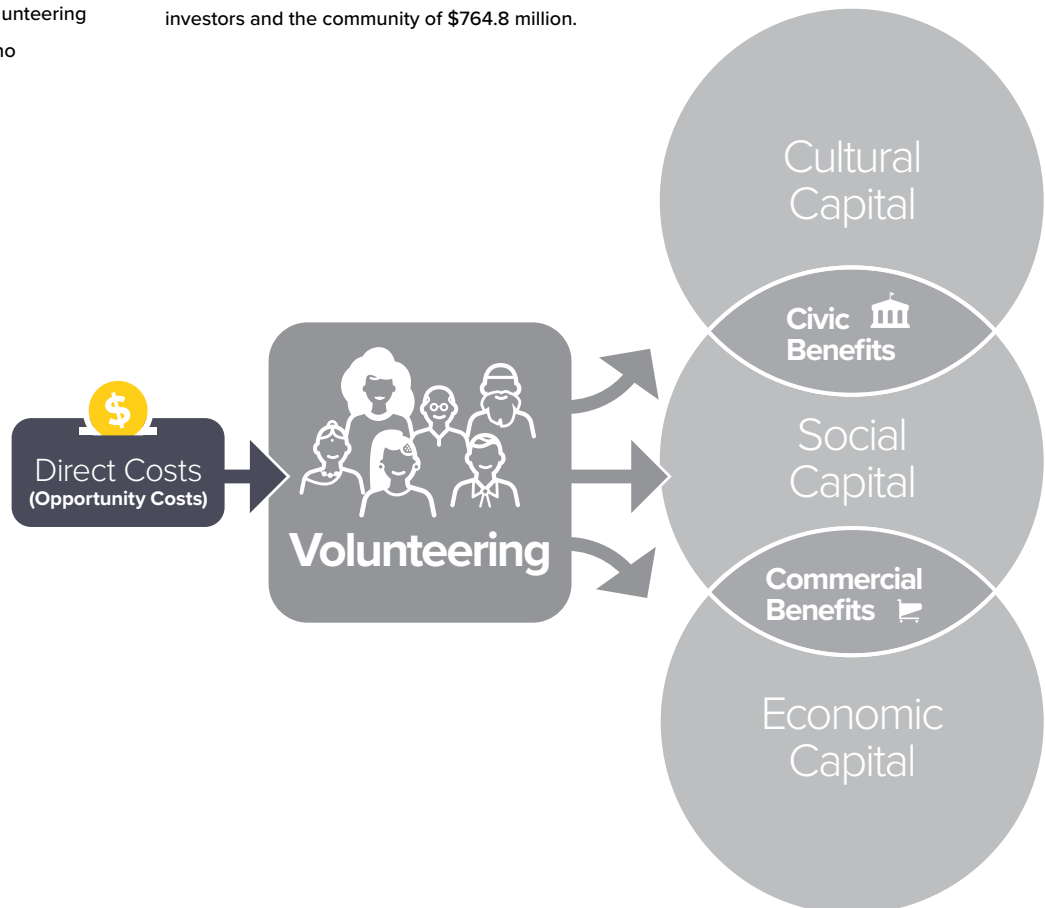 unteering
no
investors and the community of $764.8 million.
$
Direct Costs
(Opportunity Costs)
Volunteering
Cultural
Capital
Civic
Benefits
Social
Capital
Commercial
Benefits
Economic
Capital